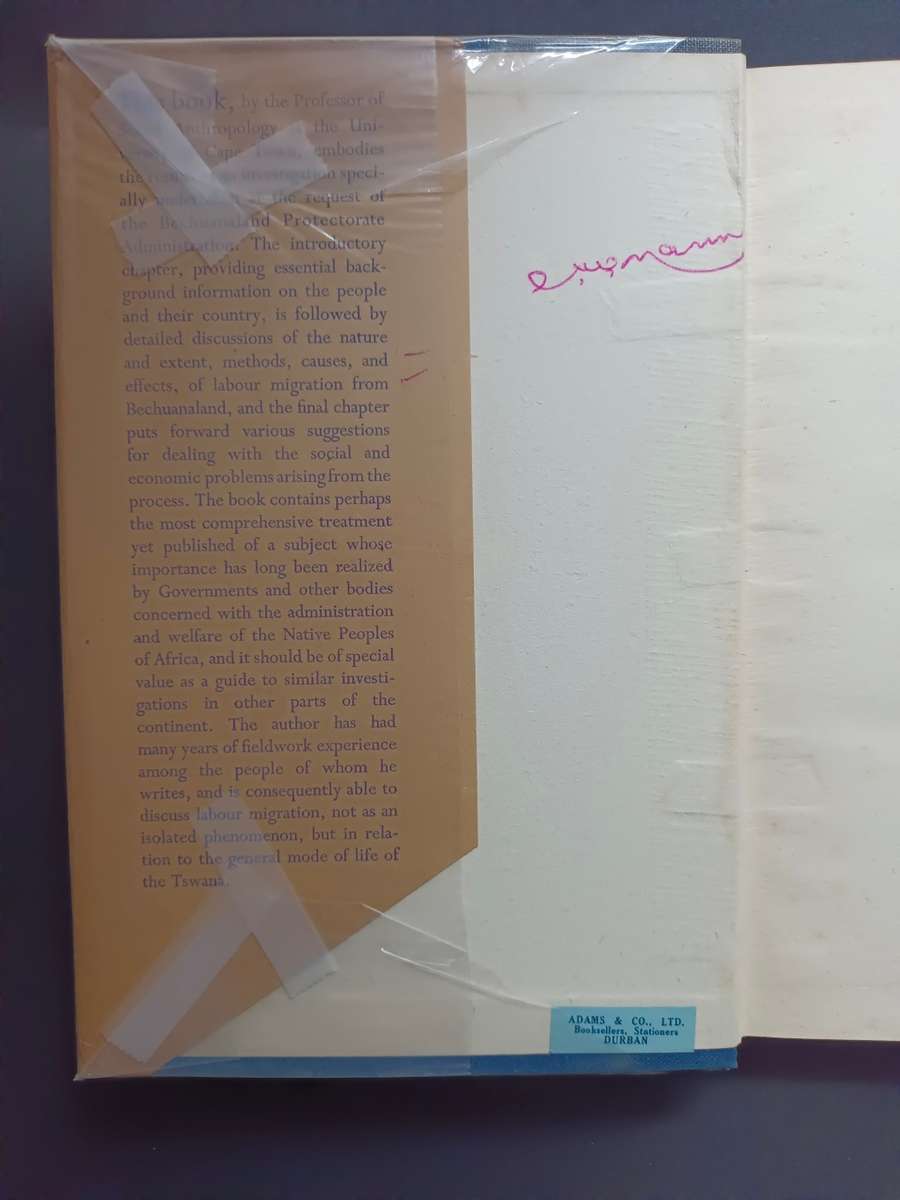 book, by the Professor of
Anthropology the Uni-
Cape Town, embodies
the investigation speci-
ally at the request of
the Bechuanaland Protectorate
Administration. The introductory
chapter, providing essential back-
ground information on the people
and their country, is followed by
detailed discussions of the nature
and extent, methods, causes, and
effects, of labour migration from
Bechuanaland, and the final chapter
puts forward various suggestions
for dealing with the social and
economic problems arising from the
process. The book contains perhaps
the most comprehensive treatment
yet published of a subject whose
importance has long been realized
by Governments and other bodies
concerned with the administration
and welfare of the Native Peoples
of Africa, and it should be of special
value as a guide to similar investi-
gations in other parts of the
continent. The author has had
many years of fieldwork experience
among the people of whom he
writes, and is consequently able to
discuss labour migration, not as an
isolated phenomenon, but in rela-
tion to the general mode of life of
the Tswana.
ADAMS & CO., LTD.
Booksellers, Stationers
DURBAN